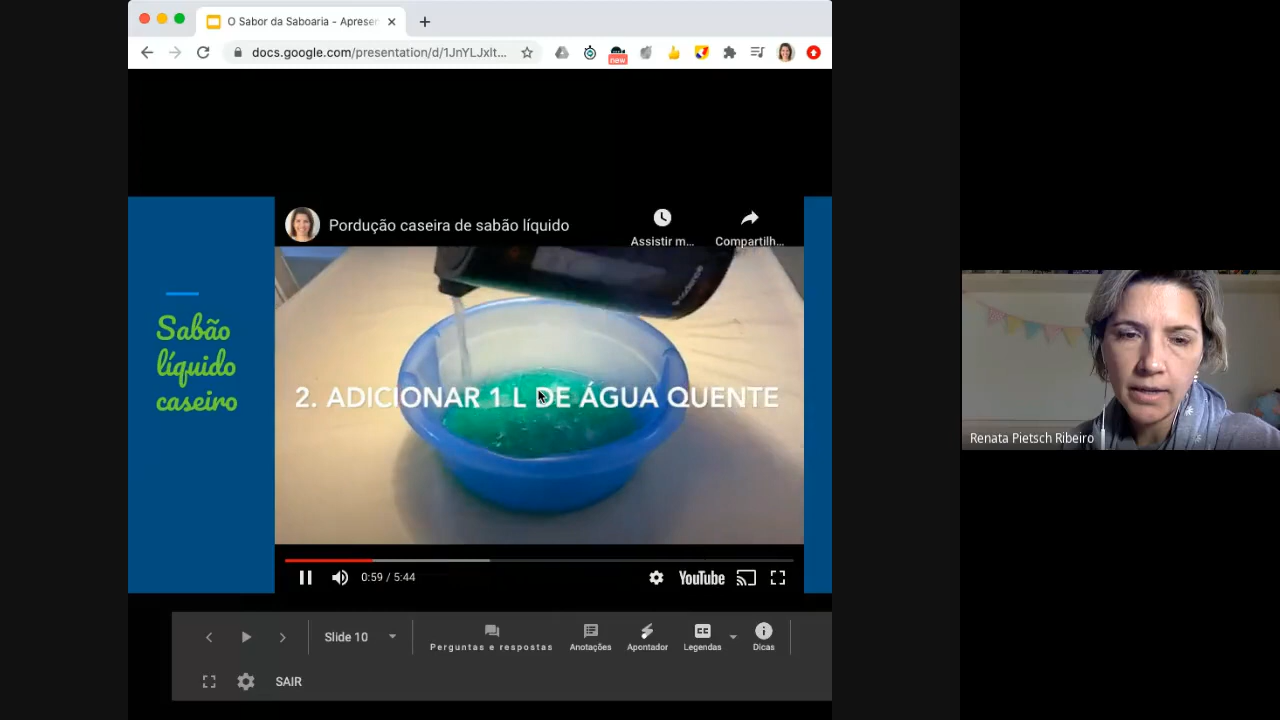 O Sabor da Saboaria - Apresen
docs.google.com/presentation/d/1JnYLJxlt...
new
Pordução caseira de sabão líquido
Assistir m...
Compartilh...
Sabão
líquido
caseiro
2. ADICIONAR 1 L DE ÁGUA QUENTE
0:59 / 5:44
YouTube
Renata Pietsch Ribeiro
Slide 10
Perguntas e respostas
Anotações
Apontador
CC
Legendas
Dicas
SAIR